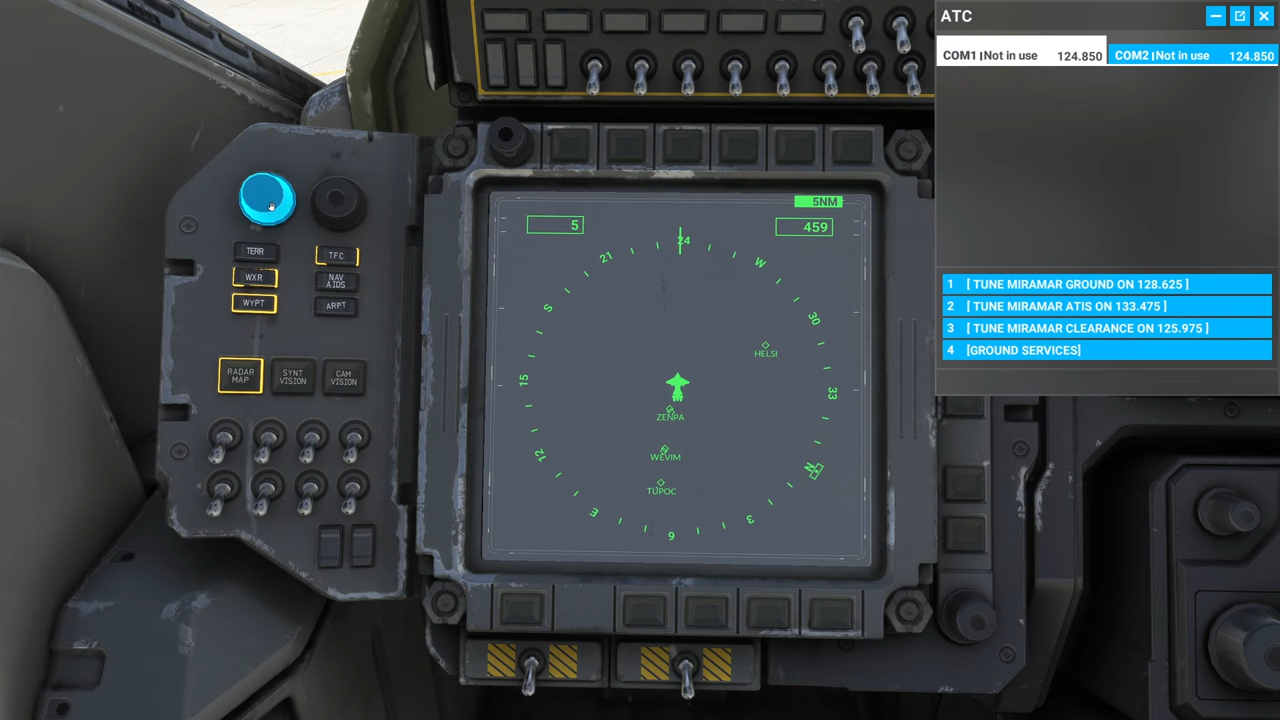 ATC
COM1 |Not in use 124.850
COM2 |Not in use 124.850
1 [ TUNE MIRAMAR GROUND ON 128.625 ]
2 [ TUNE MIRAMAR ATIS ON 133.475 ]
3 [ TUNE MIRAMAR CLEARANCE ON 125.975 ]
4 [GROUND SERVICES]
5NM
5
459
24
21
W
S
30
HELSI
15
33
ZENPA
12
WEVIM
N
TUPOC
E
3
6
TERR
TFC
WXR
NAV
AIDS
WYPT
ARPT
RADAR
MAP
SYNT
VISION
CAM
VISION